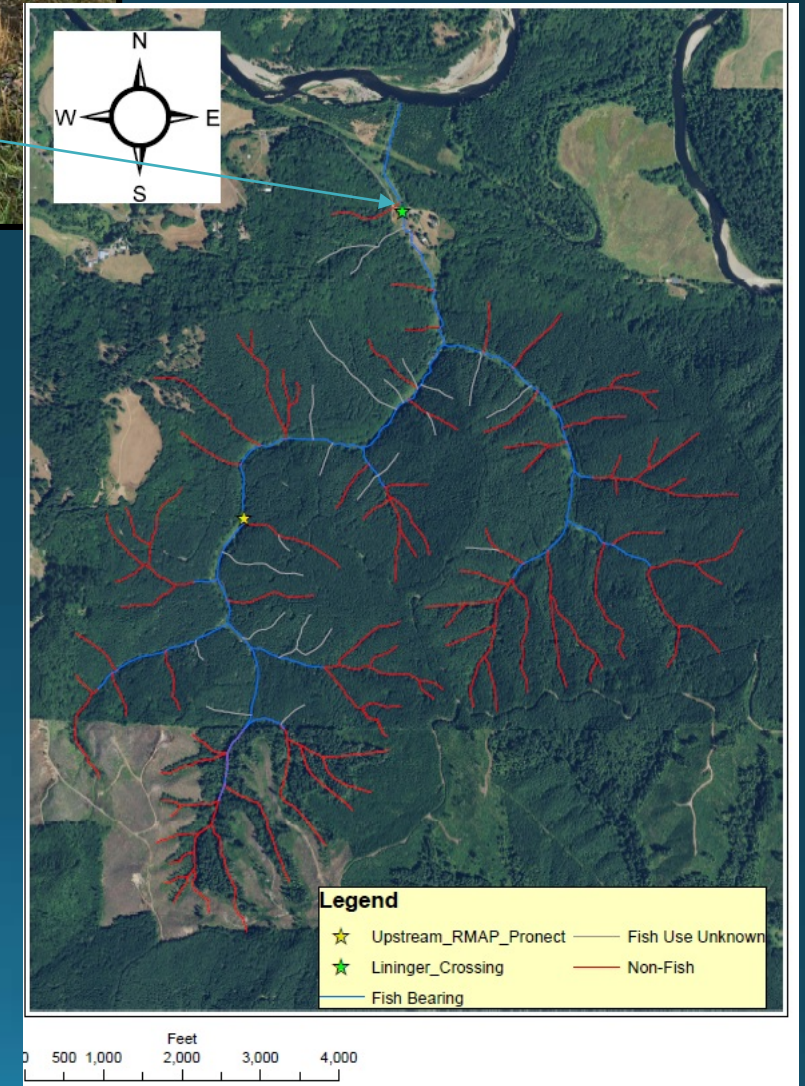 N
W E
S
Legend
Upstream_RMAP_Pronect Fish Use Unknown
Lininger_Crossing Non-Fish
Fish Bearing
Feet
0 500 1,000 2,000 3,000 4,000